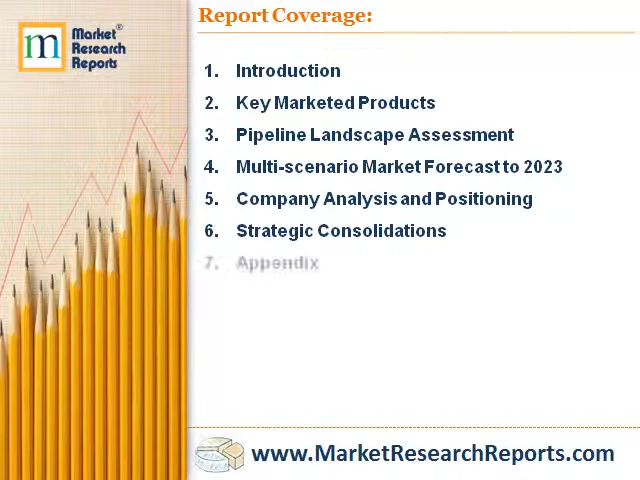 m Market®
Research
Reports
Report Coverage:
1. Introduction
2. Key Marketed Products
3. Pipeline Landscape Assessment
4. Multi-scenario Market Forecast to 2023
5. Company Analysis and Positioning
6. Strategic Consolidations
7. Appendix
www.MarketResearchReports.com